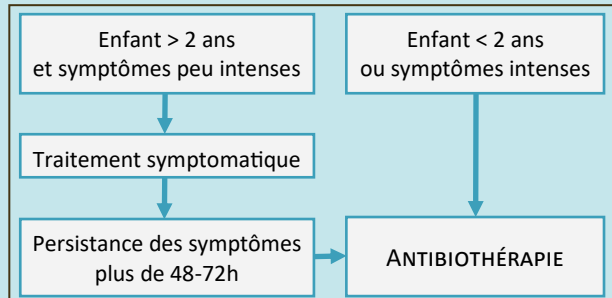 Enfant > 2 ans
et symptômes peu intenses
Enfant < 2 ans
ou symptômes intenses
Traitement symptomatique
Persistance des symptômes
plus de 48-72h
ANTIBIOTHÉRAPIE